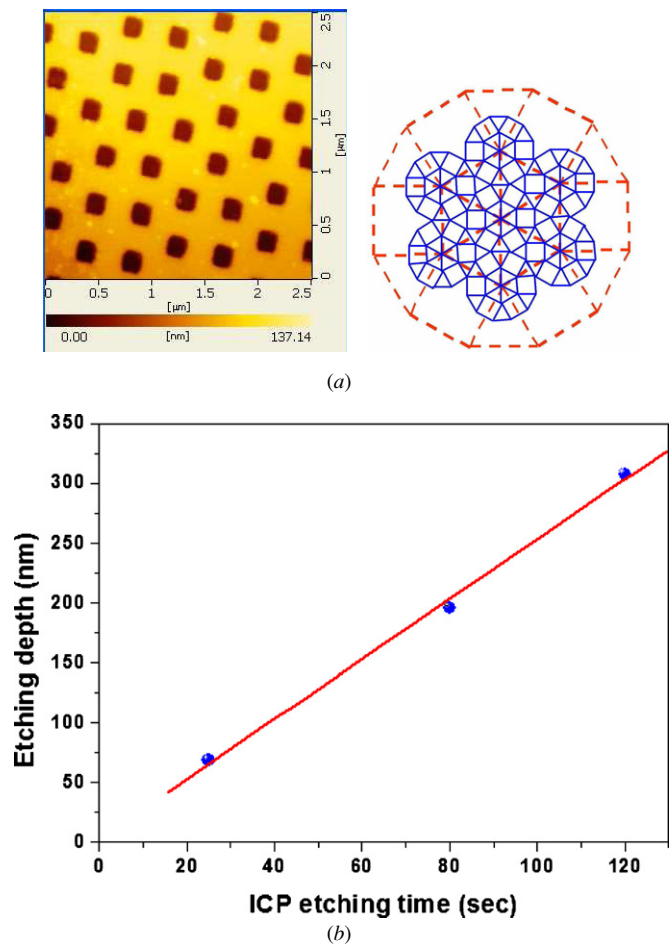 2.5
2
1.5
1
0.5
0
[µm]
0 0.5 1 1.5 2 2.5
[µm]
0.00 [nm] 137.14
(a)
350
300
250
200
150
100
50
0
Etching depth (nm)
0 20 40 60 80 100 120
ICP etching time (sec)
(b)